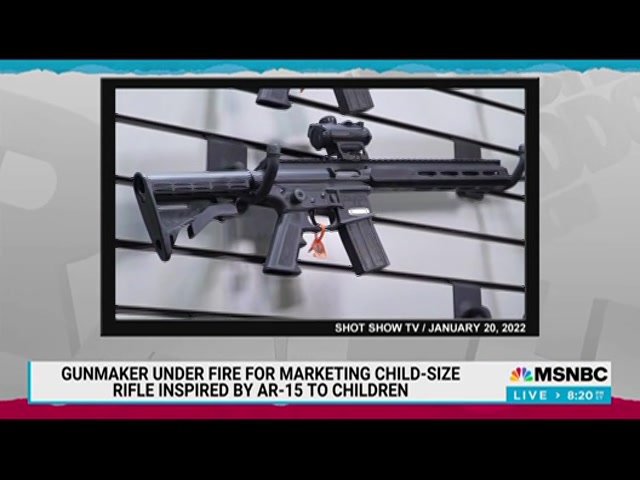 SHOT SHOW TV / JANUARY 20, 2022
GUNMAKER UNDER FIRE FOR MARKETING CHILD-SIZE
RIFLE INSPIRED BY AR-15 TO CHILDREN
MSNBC
LIVE > 8:20